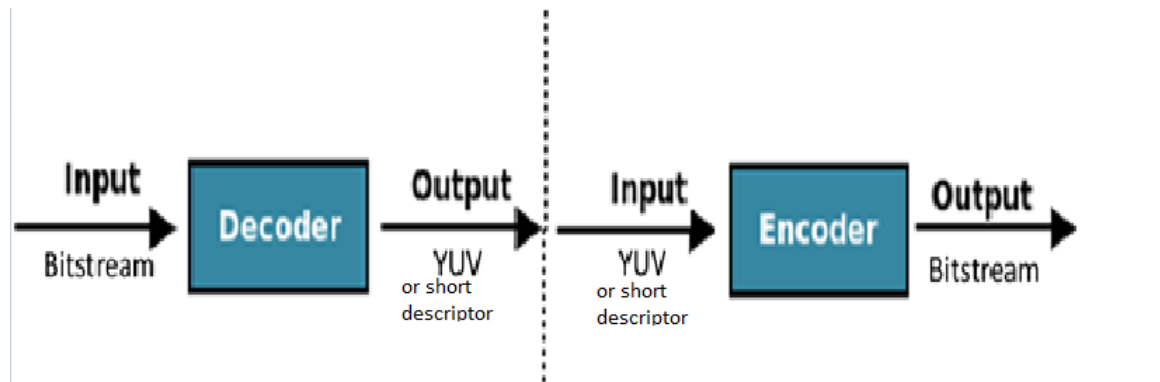 Input
Decoder
Bitstream
Output
YUV
or short
descriptor
Input
YUV
or short
descriptor
Encoder
Output
Bitstream